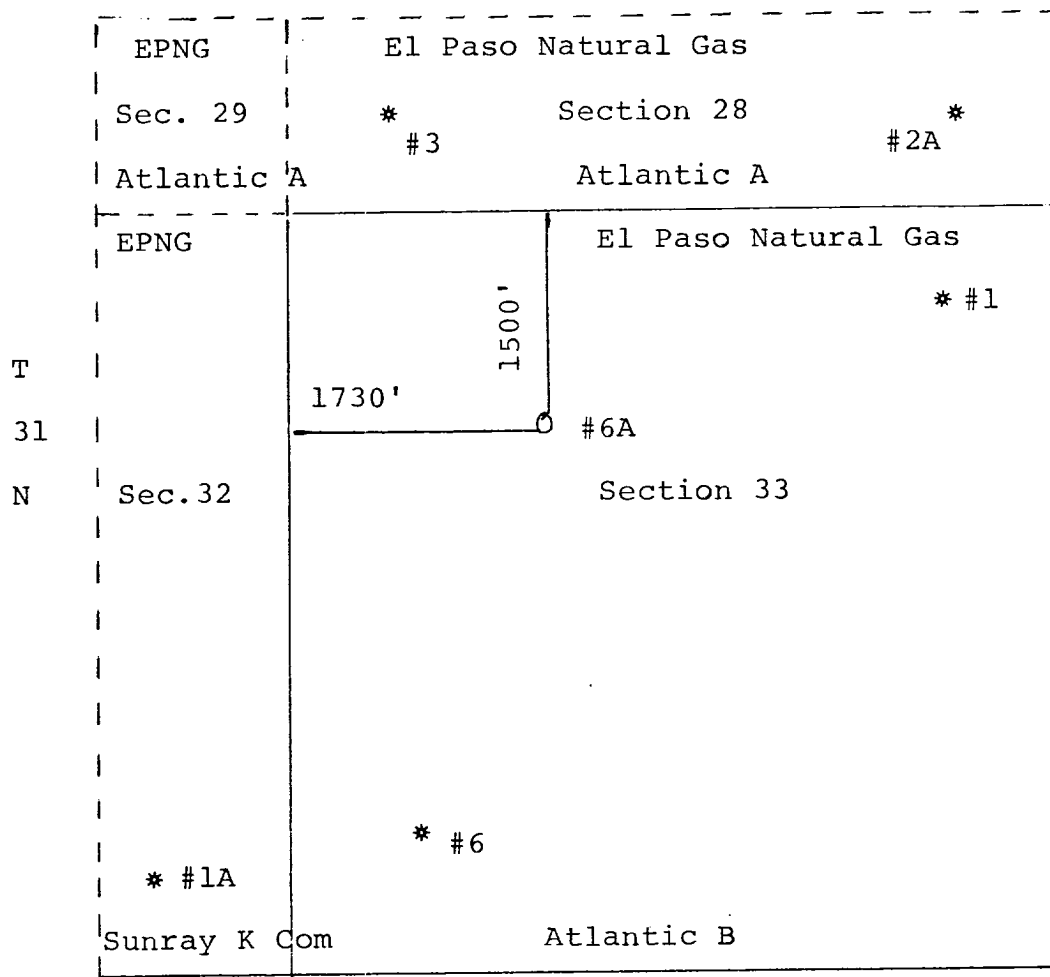 EPNG
El Paso Natural Gas
Sec. 29
Section 28
#3
#2A
Atlantic A
Atlantic A
EPNG
El Paso Natural Gas
#1
1500'
T
31
N
1730'
#6A
Sec.32
Section 33
#6
#1A
Sunray K Com
Atlantic B